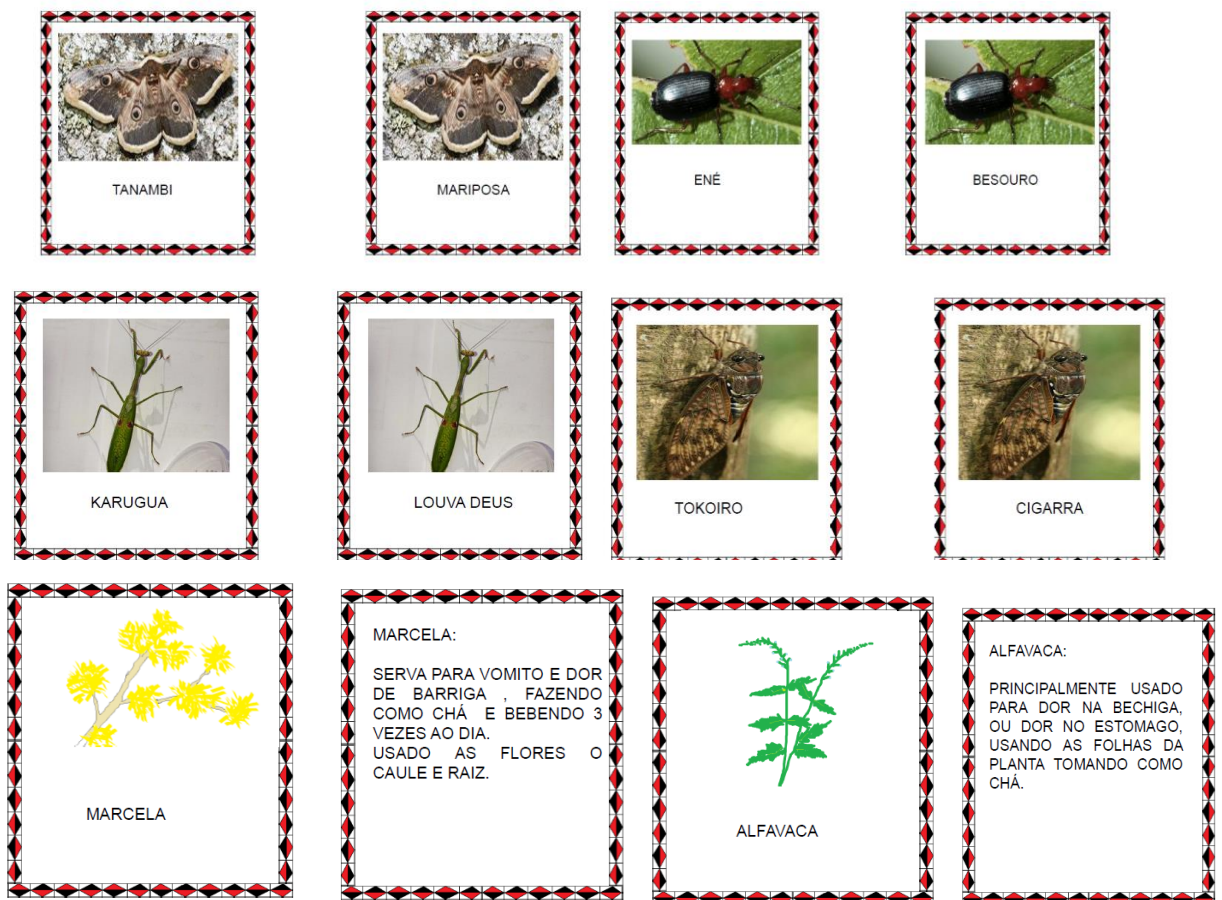 TANAMBI
MARIPOSA
ENÉ
BESOURO
KARUGUA
LOUVA DEUS
TOKOIRO
CIGARRA
MARCELA
MARCELA:
SERVA PARA VOMITO E DOR
DE BARRIGA , FAZENDO
COMO CHÁ E BEBENDO 3
VEZES AO DIA.
USADO AS FLORES O
CAULE E RAIZ.
ALFAVACA
ALFAVACA:
PRINCIPALMENTE USADO
PARA DOR NA BECHIGA,
OU DOR NO ESTOMAGO,
USANDO AS FOLHAS DA
PLANTA TOMANDO COMO
CHÁ.